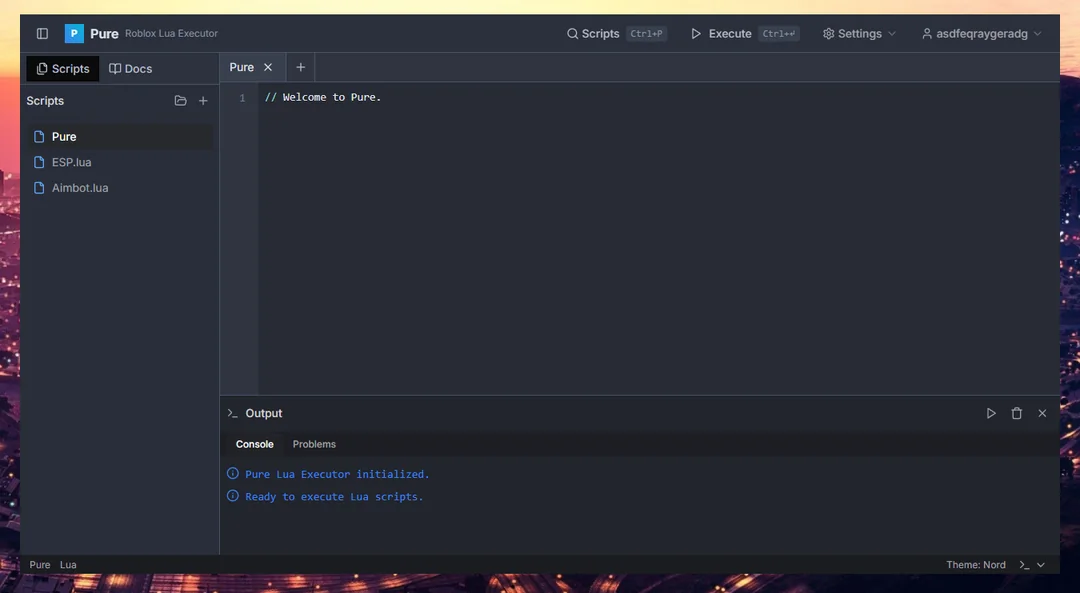 P Pure Roblox Lua Executor Scripts Ctrl+P Execute Ctrl+↵ Settings asdfeqraygeradg
Scripts Docs
Pure
Scripts
1 // Welcome to Pure.
Pure
ESP.lua
Aimbot.lua
>_ Output
Console Problems
Pure Lua Executor initialized.
Ready to execute Lua scripts.
Pure Lua Theme: Nord >_